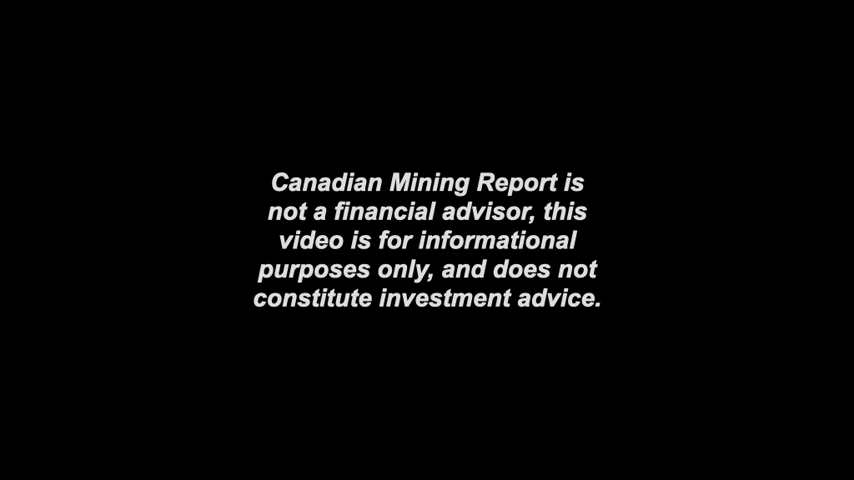 Canadian Mining Report is
not a financial advisor, this
video is for informational
purposes only, and does not
constitute investment advice.